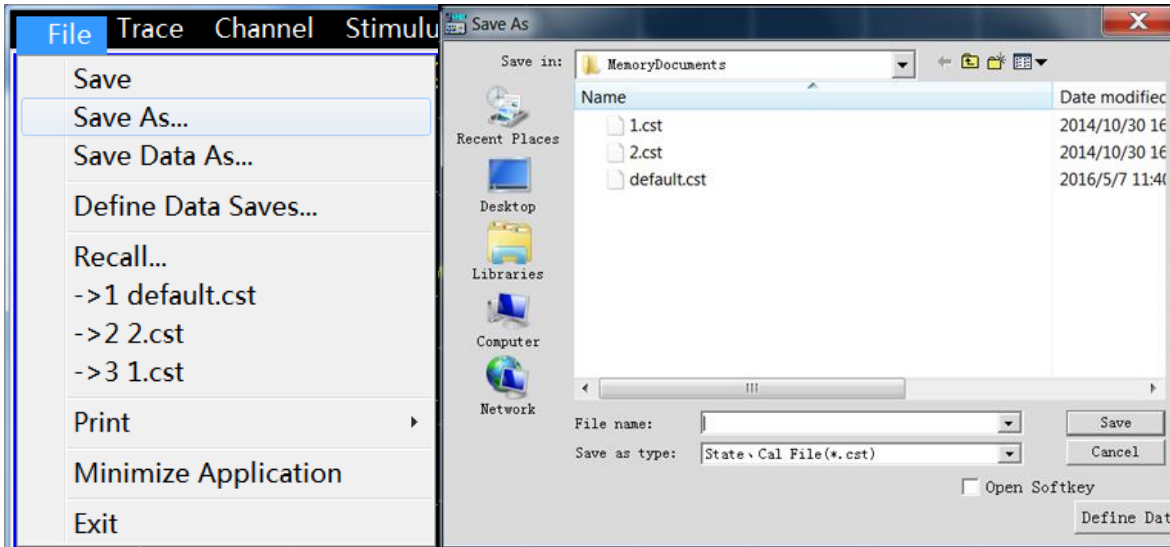 File Trace Channel Stimulu
Save
Save As...
Save Data As...
Define Data Saves...
Recall...
->1 default.cst
->2 2.cst
->3 1.cst
Print
Minimize Application
Exit
Save As
Save in: MemoryDocuments
Name Date modified
1.cst 2014/10/30 16
2.cst 2014/10/30 16
default.cst 2016/5/7 11:40
Recent Places
Desktop
Libraries
Computer
Network
File name: Save
Save as type: State、Cal File(*.cst) Cancel
Open Softkey
Define Dat